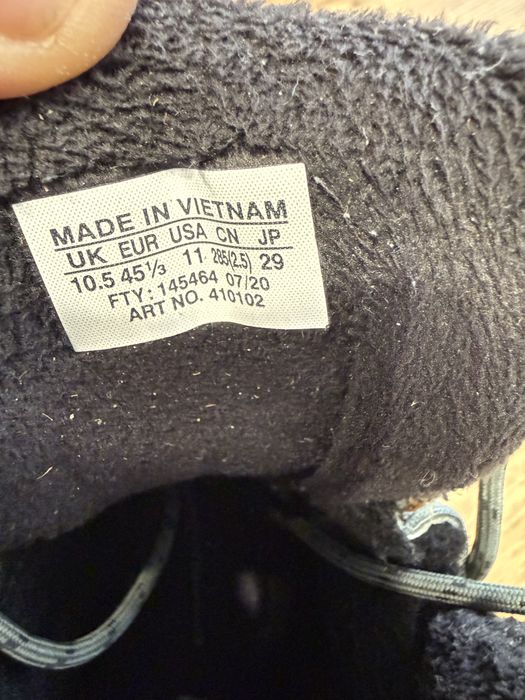 MADE IN VIETNAM
UK EUR USA CN JP
10.5 45⅓ 11 285(2.5) 29
FTY: 145464 07/20
ART NO. 410102